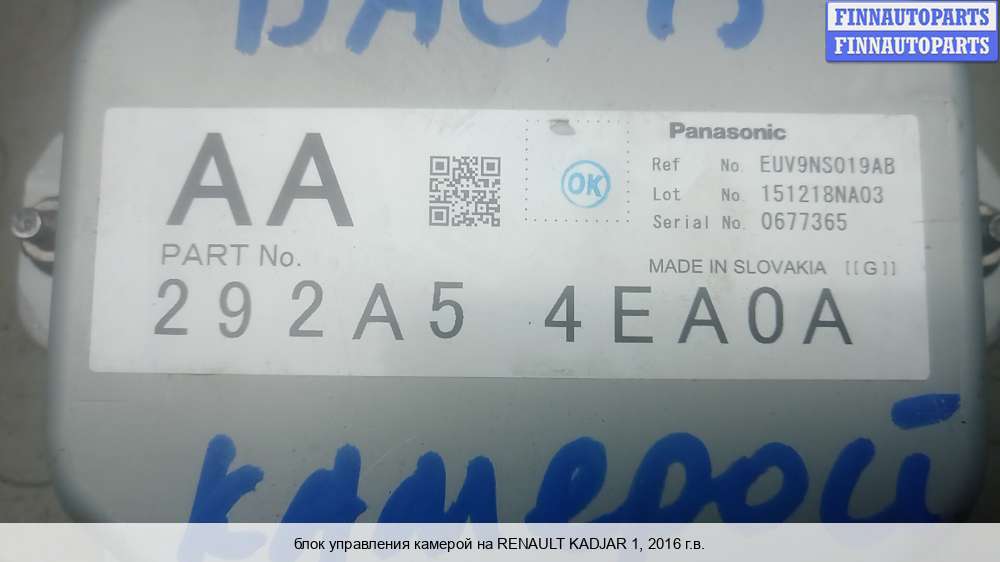 FINNAUTOPARTS
FINNAUTOPARTS
AA
OK
Panasonic
Ref No. EUV9NS019AB
Lot No. 151218NA03
Serial No. 0677365
PART No.
MADE IN SLOVAKIA [[G]]
292A5 4EA0A
камерой
блок управления камерой на RENAULT KADJAR 1, 2016 г.в.